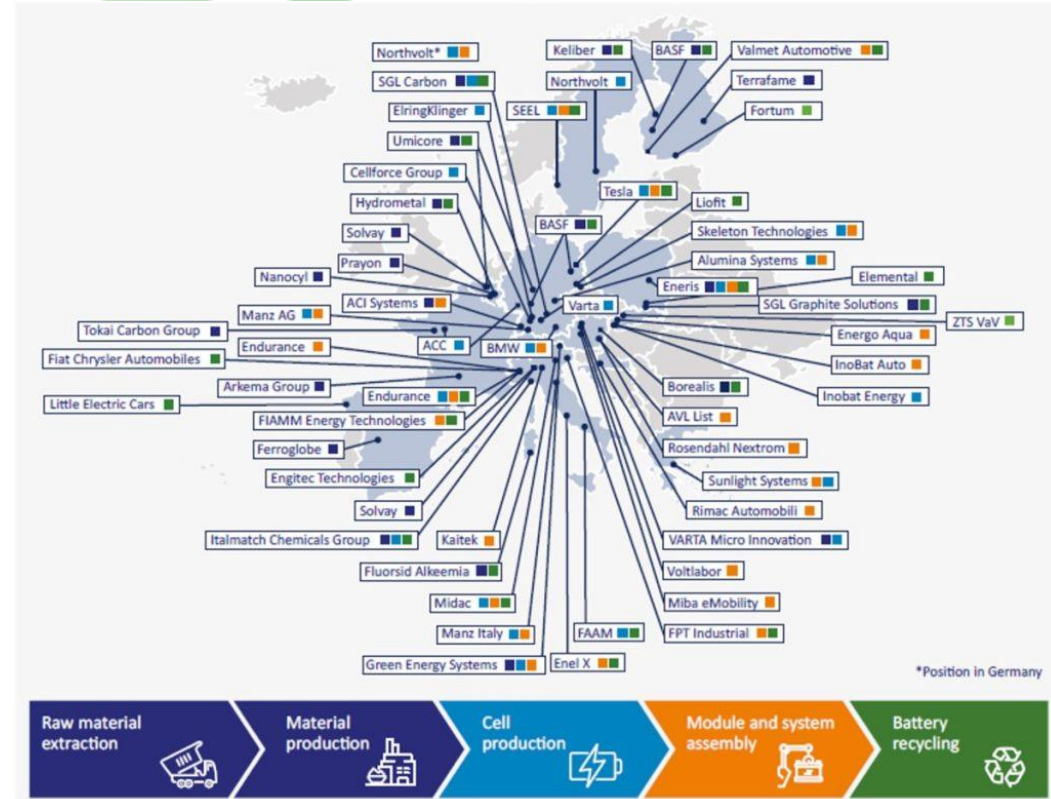 Northvolt*
Keliber
BASF
Valmet Automotive
SGL Carbon
Northvolt
Terrafame
ElringKlinger
SEEL
Fortum
Umicore
Cellforce Group
Tesla
Hydrometal
Liofit
BASF
Solvay
Skeleton Technologies
Prayon
Alumina Systems
Nanocyl
Elemental
Eneris
ACI Systems
Varta
SGL Graphite Solutions
Manz AG
ZTS VaV
Tokai Carbon Group
Energo Aqua
Endurance
ACC
BMW
Fiat Chrysler Automobiles
InoBat Auto
Arkema Group
Borealis
Endurance
Inobat Energy
Little Electric Cars
AVL List
FIAMM Energy Technologies
Ferroglobe
Rosendahl Nextrom
Engitec Technologies
Sunlight Systems
Solvay
Rimac Automobili
Italmatch Chemicals Group
Kaitek
VARTA Micro Innovation
Fluorsid Alkeemia
Voltlabor
Midac
Miba eMobility
Manz Italy
FAAM
FPT Industrial
Green Energy Systems
Enel X
*Position in Germany
Raw material
extraction
Material
production
Cell
production
Module and system
assembly
Battery
recycling